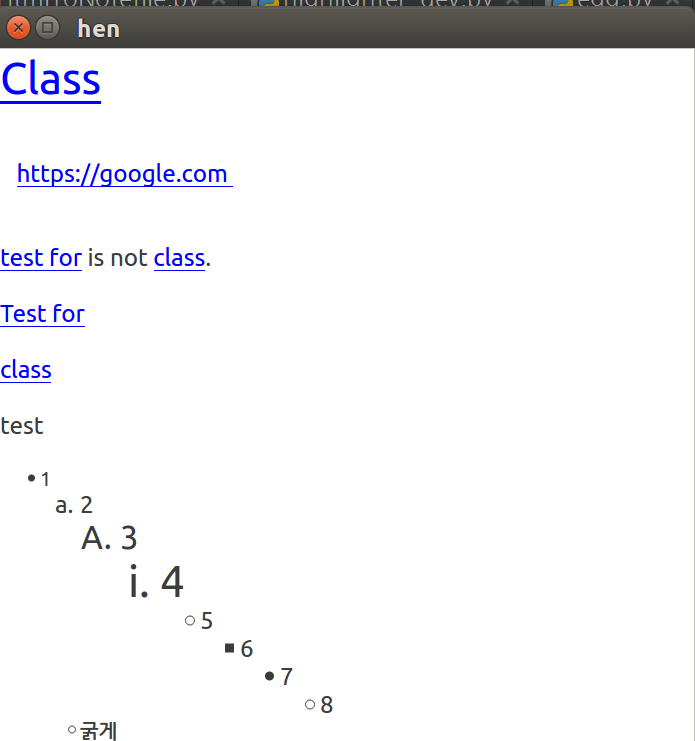 hen
Class
https://google.com
test for is not class.
Test for
class
test
1
a. 2
A. 3
i. 4
5
6
7
8
굵게